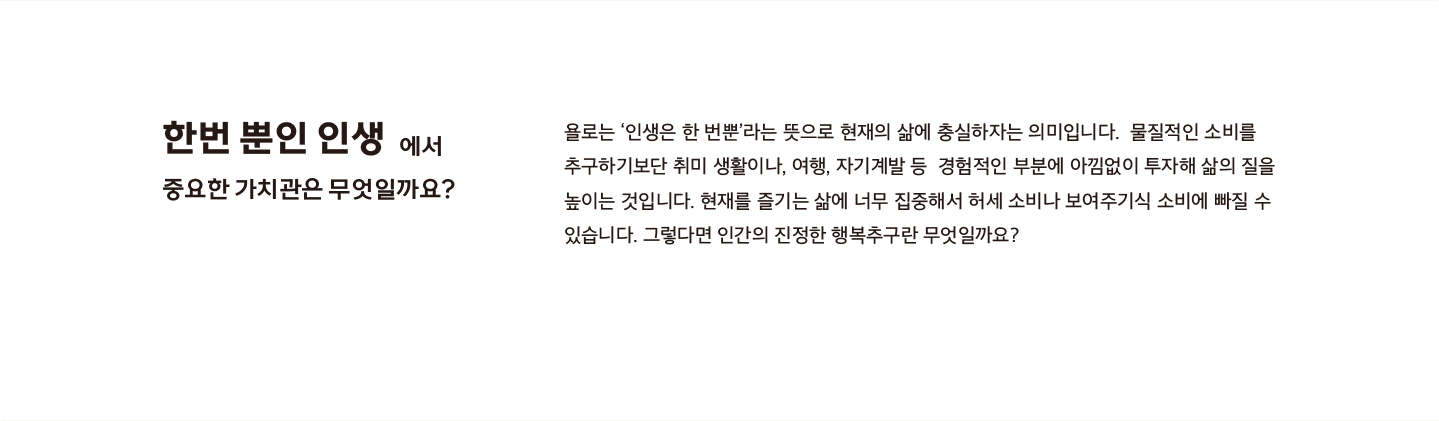 한번 뿐인 인생 에서
중요한 가치관은 무엇일까요?
욜로는 ‘인생은 한 번뿐’라는 뜻으로 현재의 삶에 충실하자는 의미입니다. 물질적인 소비를
추구하기보단 취미 생활이나, 여행, 자기계발 등 경험적인 부분에 아낌없이 투자해 삶의 질을
높이는 것입니다. 현재를 즐기는 삶에 너무 집중해서 허세 소비나 보여주기식 소비에 빠질 수
있습니다. 그렇다면 인간의 진정한 행복추구란 무엇일까요?